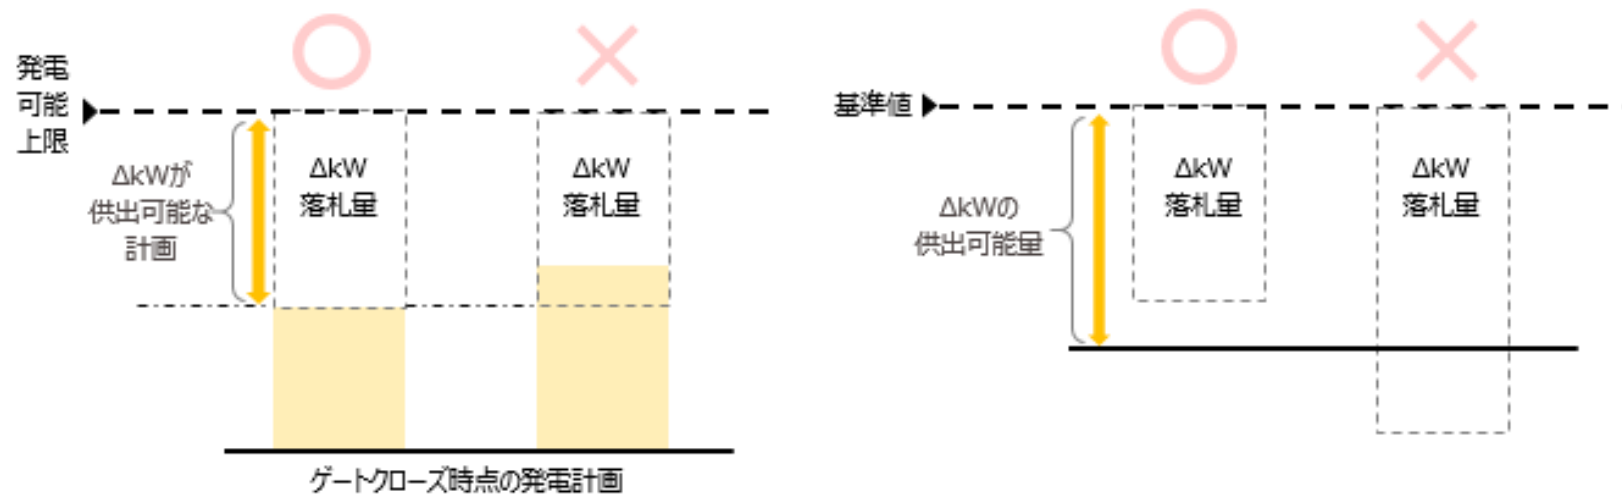 発電
可能
上限
ΔkWが
供出可能な
計画
ΔkW
落札量
ΔkW
落札量
ゲートクローズ時点の発電計画
基準値
ΔkWの
供出可能量
ΔkW
落札量
ΔkW
落札量